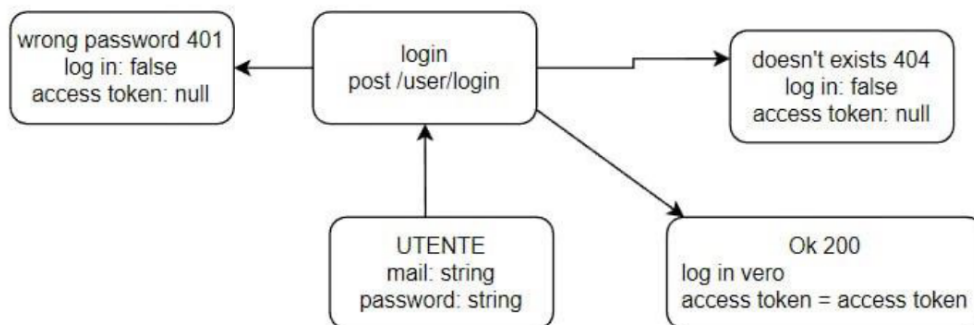 wrong password 401
log in: false
access token: null
login
post /user/login
doesn't exists 404
log in: false
access token: null
UTENTE
mail: string
password: string
Ok 200
log in vero
access token = access token